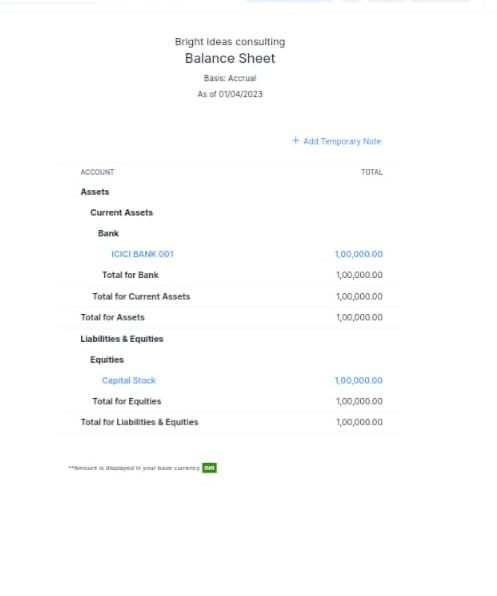 Bright ideas consulting
Balance Sheet
Basis: Accrual
As of 01/04/2023
+ Add Temporary Note
ACCOUNT TOTAL
Assets
Current Assets
Bank
ICICI BANK 001 1,00,000.00
Total for Bank 1,00,000.00
Total for Current Assets 1,00,000.00
Total for Assets 1,00,000.00
Liabilities & Equities
Equities
Capital Stock 1,00,000.00
Total for Equities 1,00,000.00
Total for Liabilities & Equities 1,00,000.00
**Amount is displayed in your base currency INR